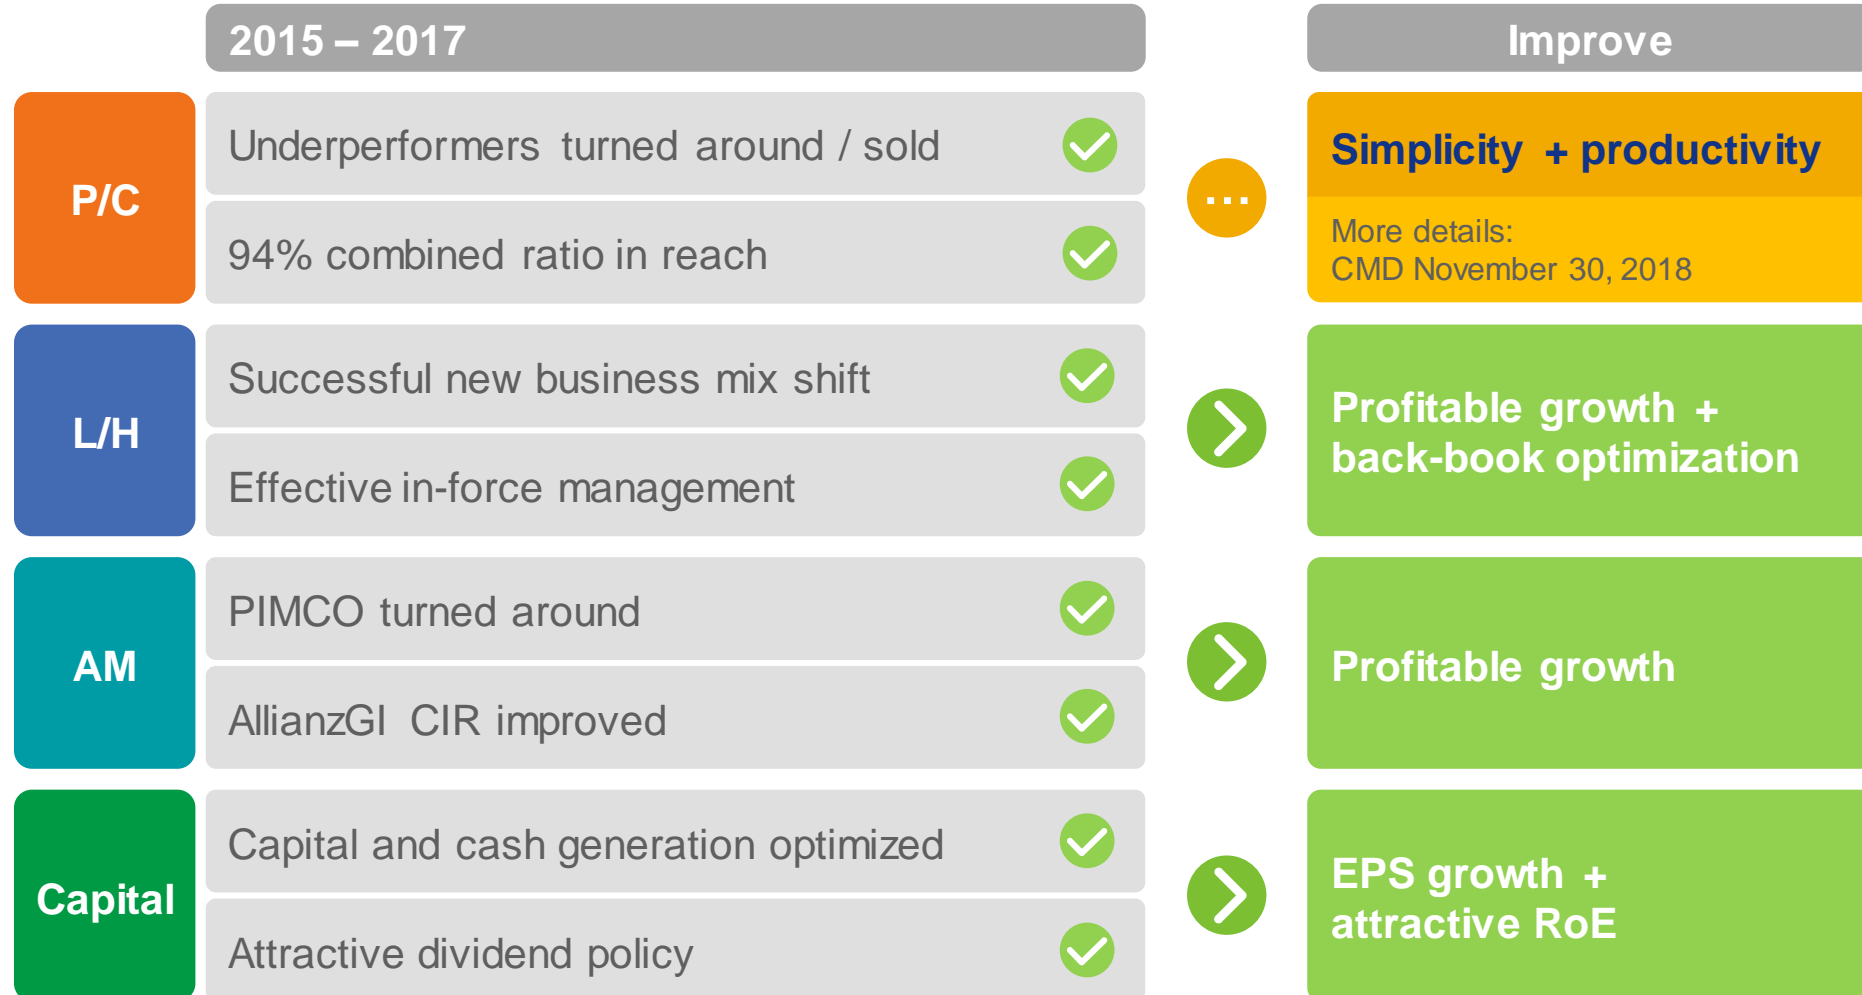 2015 – 2017
Improve
P/C
Underperformers turned around / sold
94% combined ratio in reach
...
Simplicity + productivity
More details:
CMD November 30, 2018
L/H
Successful new business mix shift
Effective in-force management
Profitable growth +
back-book optimization
AM
PIMCO turned around
AllianzGI CIR improved
Profitable growth
Capital
Capital and cash generation optimized
Attractive dividend policy
EPS growth +
attractive RoE